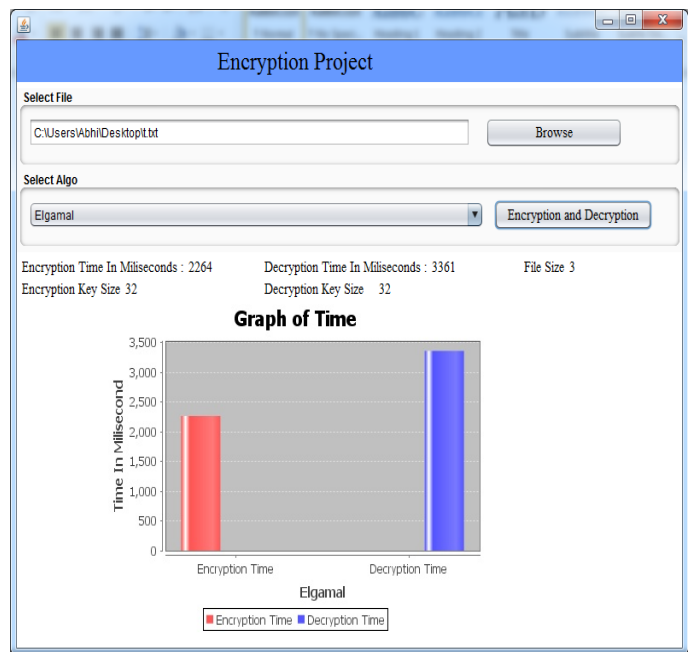 Encryption Project
Select File
C:\Users\Abhi\Desktop\t.txt
Browse
Select Algo
Elgamal
Encryption and Decryption
Encryption Time In Miliseconds : 2264 Decryption Time In Miliseconds : 3361 File Size 3
Encryption Key Size 32 Decryption Key Size 32
Graph of Time
Time In Milisecond
3,500
3,000
2,500
2,000
1,500
1,000
500
0
Encryption Time Decryption Time
Elgamal
Encryption Time Decryption Time